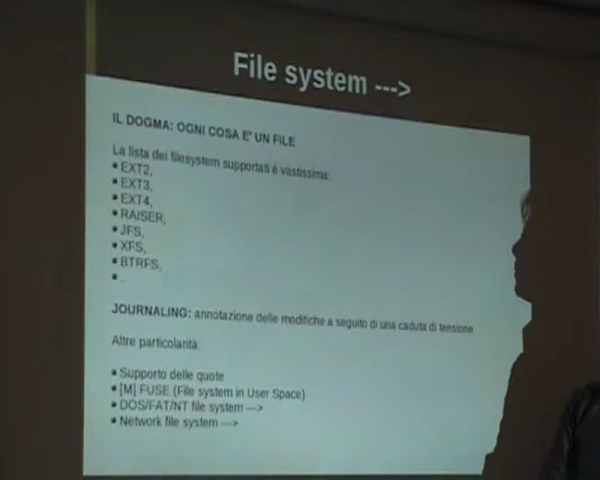 File system --->
IL DOGMA: OGNI COSA E' UN FILE
La lista dei filesystem supportati è vastissima:
• EXT2,
• EXT3,
• EXT4,
• RAISER,
• JFS,
• XFS,
• BTRFS,
• ..
JOURNALING: annotazione delle modifiche a seguito di una caduta di tensione
Altre particolarità:
• Supporto delle quote
• [M] FUSE (File system in User Space)
• DOS/FAT/NT file system --->
• Network file system --->